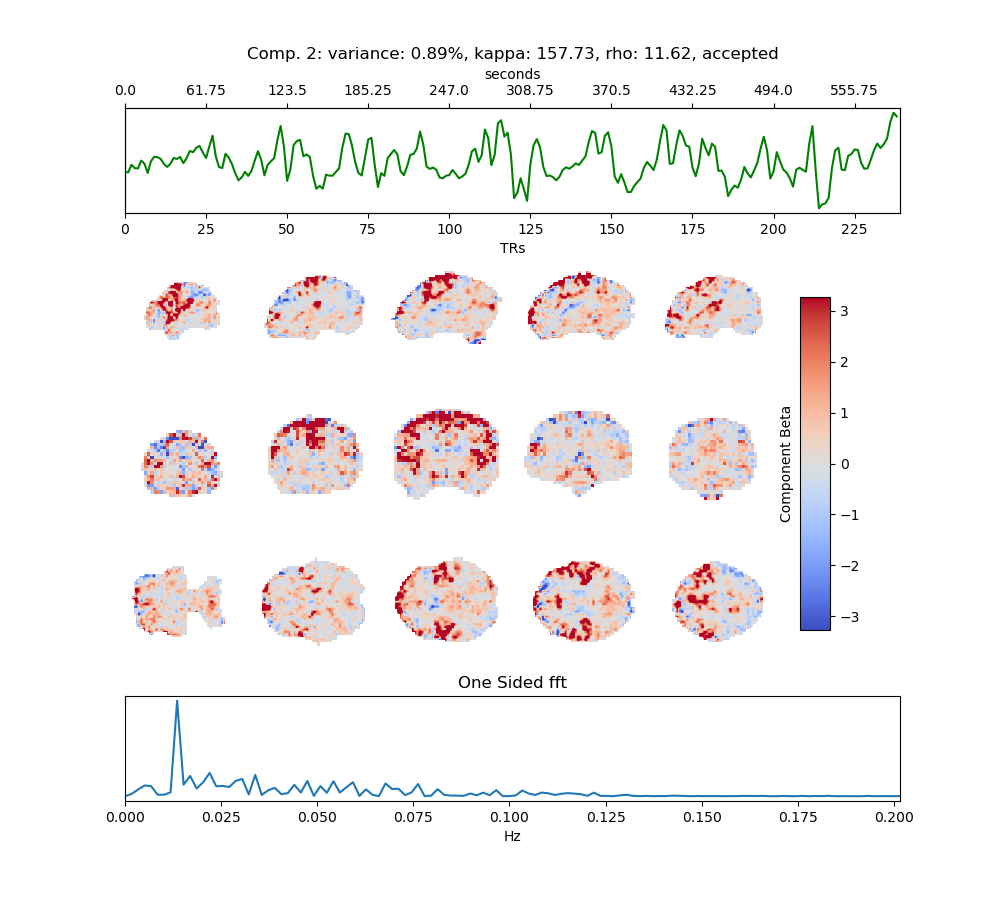 Comp. 2: variance: 0.89%, kappa: 157.73, rho: 11.62, accepted
seconds
0.0 61.75 123.5 185.25 247.0 308.75 370.5 432.25 494.0 555.75
0 25 50 75 100 125 150 175 200 225
TRs
3
2
1
0
−1
−2
−3
Component Beta
One Sided fft
0.000 0.025 0.050 0.075 0.100 0.125 0.150 0.175 0.200
Hz